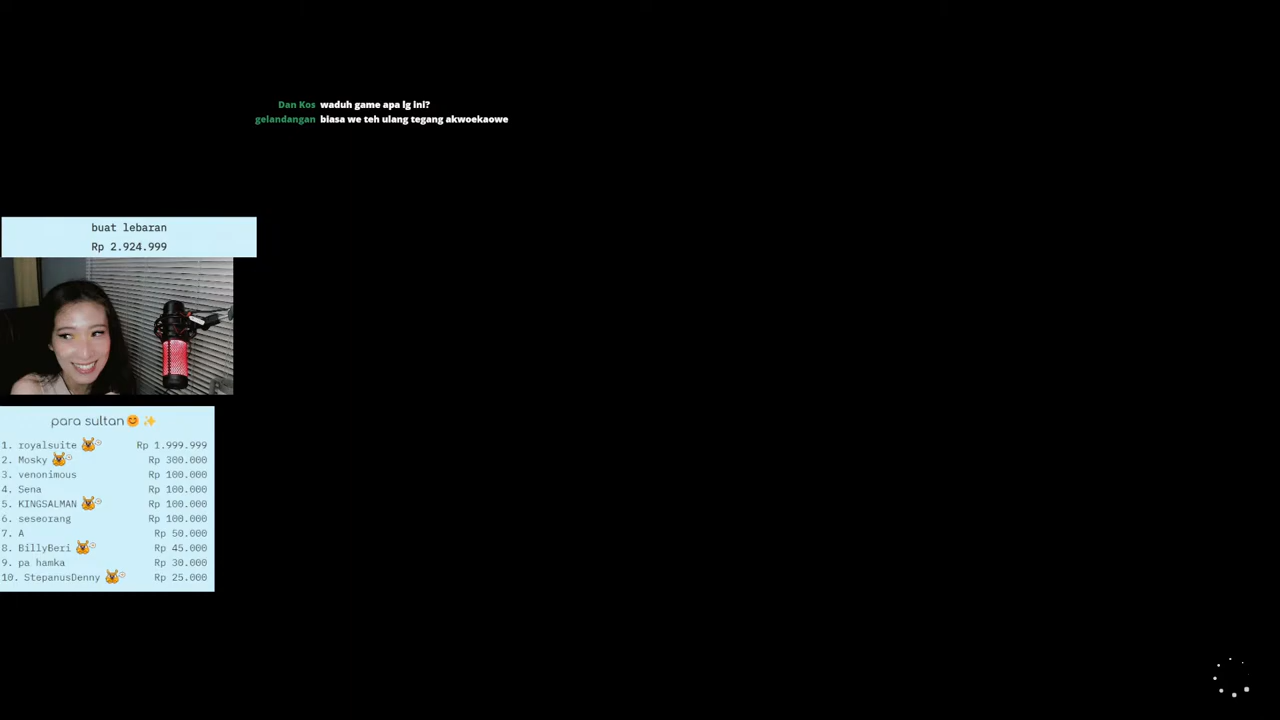 Dan Kos waduh game apa lg ini?
gelandangan biasa we teh ulang tegang akwoekaowe
buat lebaran
Rp 2.924.999
para sultan😊✨
1. royalsuite Rp 1.999.999
2. Mosky Rp 300.000
3. venonimous Rp 100.000
4. Sena Rp 100.000
5. KINGSALMAN Rp 100.000
6. seseorang Rp 100.000
7. A Rp 50.000
8. BillyBeri Rp 45.000
9. pa hamka Rp 30.000
10. StepanusDenny Rp 25.000